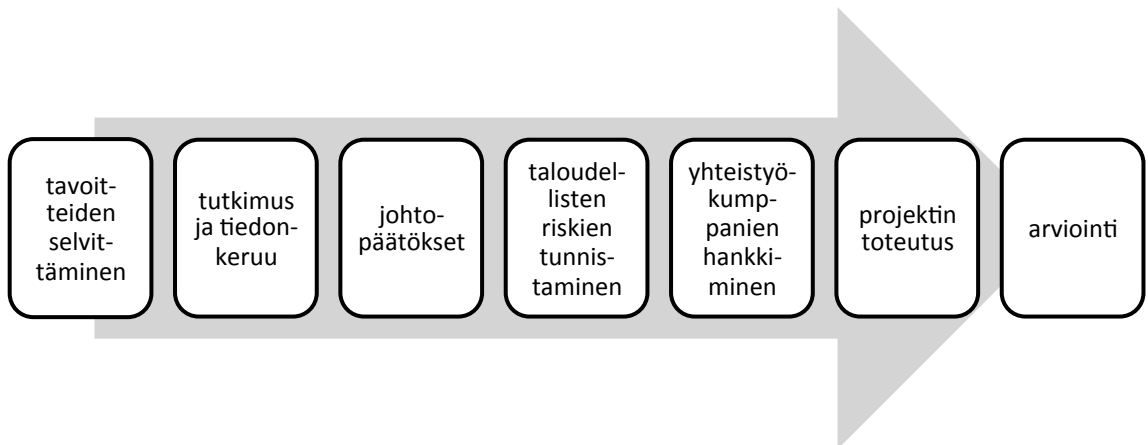 tavoit-
teiden
selvit-
täminen
tutkimus
ja tiedon-
keruu
johto-
päätökset
taloudel-
listen
riskien
tunnis-
taminen
yhteistyö-
kump-
panien
hankki-
minen
projektin
toteutus
arviointi